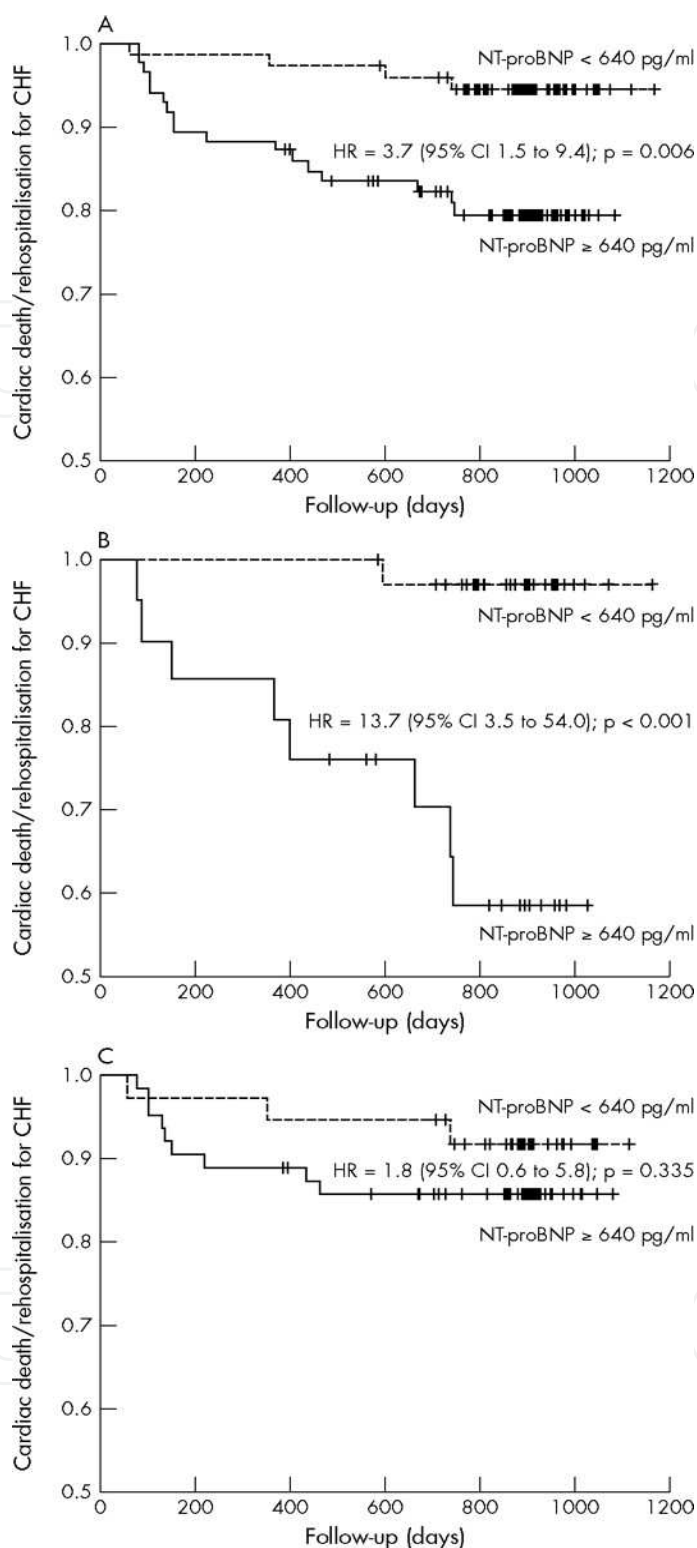 A
Cardiac death/rehospitalisation for CHF
1.0
0.9
0.8
0.7
0.6
0.5
NT-proBNP < 640 pg/ml
HR = 3.7 (95% CI 1.5 to 9.4); p = 0.006
NT-proBNP ≥ 640 pg/ml
0 200 400 600 800 1000 1200
Follow-up (days)
B
Cardiac death/rehospitalisation for CHF
1.0
0.9
0.8
0.7
0.6
0.5
NT-proBNP < 640 pg/ml
HR = 13.7 (95% CI 3.5 to 54.0); p < 0.001
NT-proBNP ≥ 640 pg/ml
0 200 400 600 800 1000 1200
Follow-up (days)
C
Cardiac death/rehospitalisation for CHF
1.0
0.9
0.8
0.7
0.6
0.5
NT-proBNP < 640 pg/ml
HR = 1.8 (95% CI 0.6 to 5.8); p = 0.335
NT-proBNP ≥ 640 pg/ml
0 200 400 600 800 1000 1200
Follow-up (days)